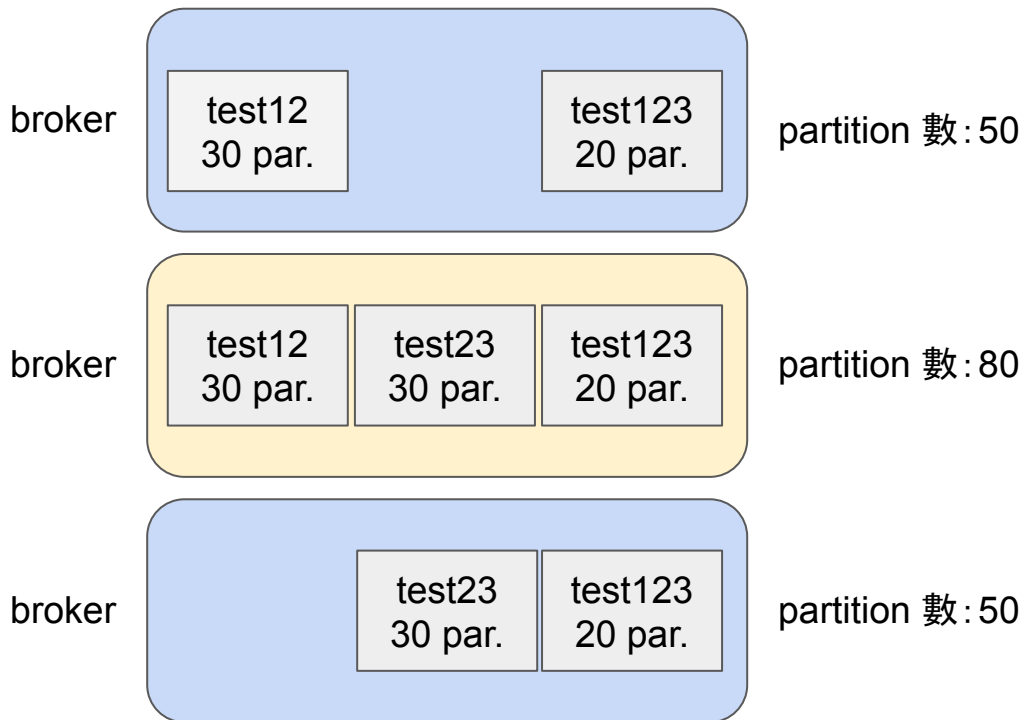 broker
test12
30 par.
test123
20 par.
partition 數：50
broker
test12
30 par.
test23
30 par.
test123
20 par.
partition 數：80
broker
test23
30 par.
test123
20 par.
partition 數：50